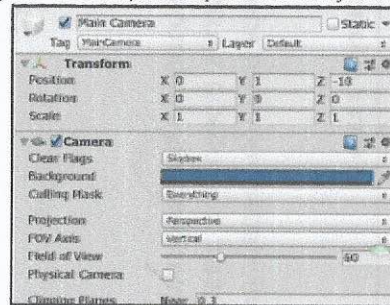 Main Camera Static
Tag MainCamera Layer Default
Transform
Position X 0 Y 1 Z -10
Rotation X 0 Y 0 Z 0
Scale X 1 Y 1 Z 1
Camera
Clear Flags Skybox
Background
Culling Mask Everything
Projection Perspective
FOV Axis Vertical
Field of View 60
Physical Camera
Clipping Planes Near 0.3